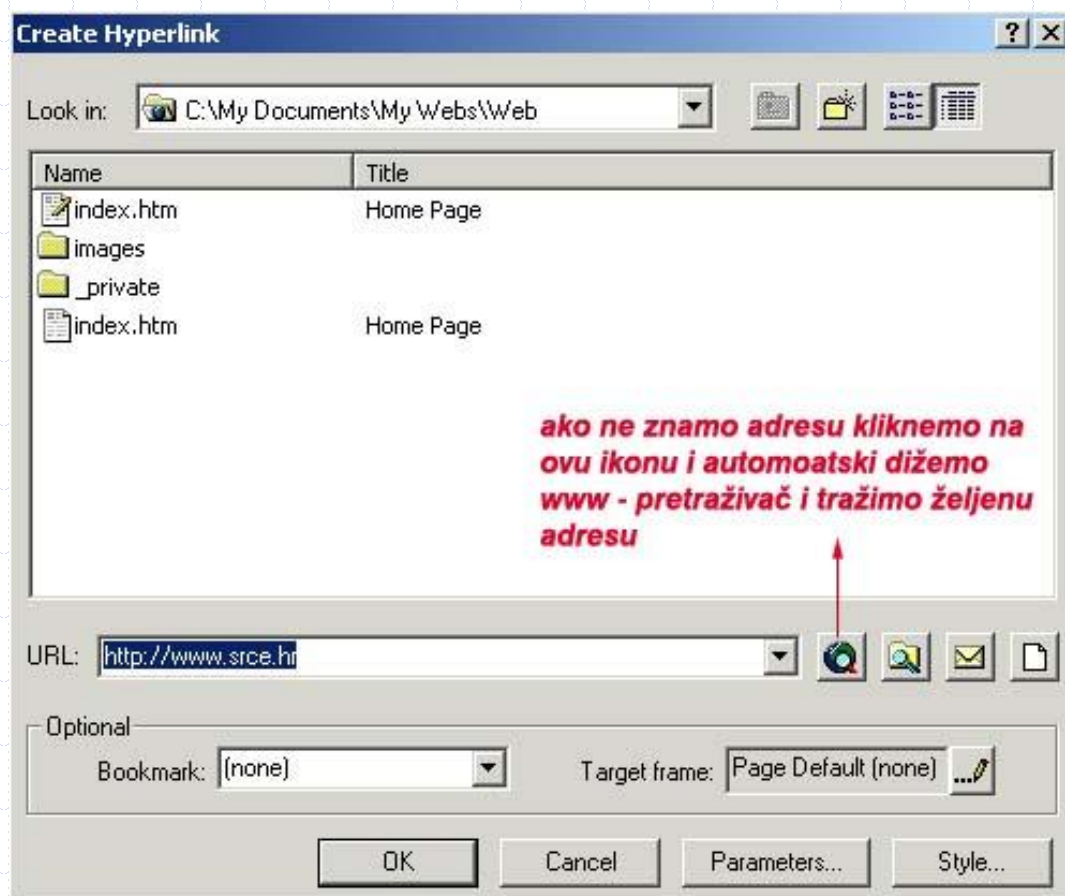 Create Hyperlink
Look in: C:\My Documents\My Webs\Web
Name Title
index.htm Home Page
images
_private
index.htm Home Page
ako ne znamo adresu kliknemo na
ovu ikonu i automoatski dižemo
www - pretraživač i tražimo željenu
adresu
URL: http://www.srce.hr
Optional
Bookmark: (none) Target frame: Page Default (none) ...
OK Cancel Parameters... Style...